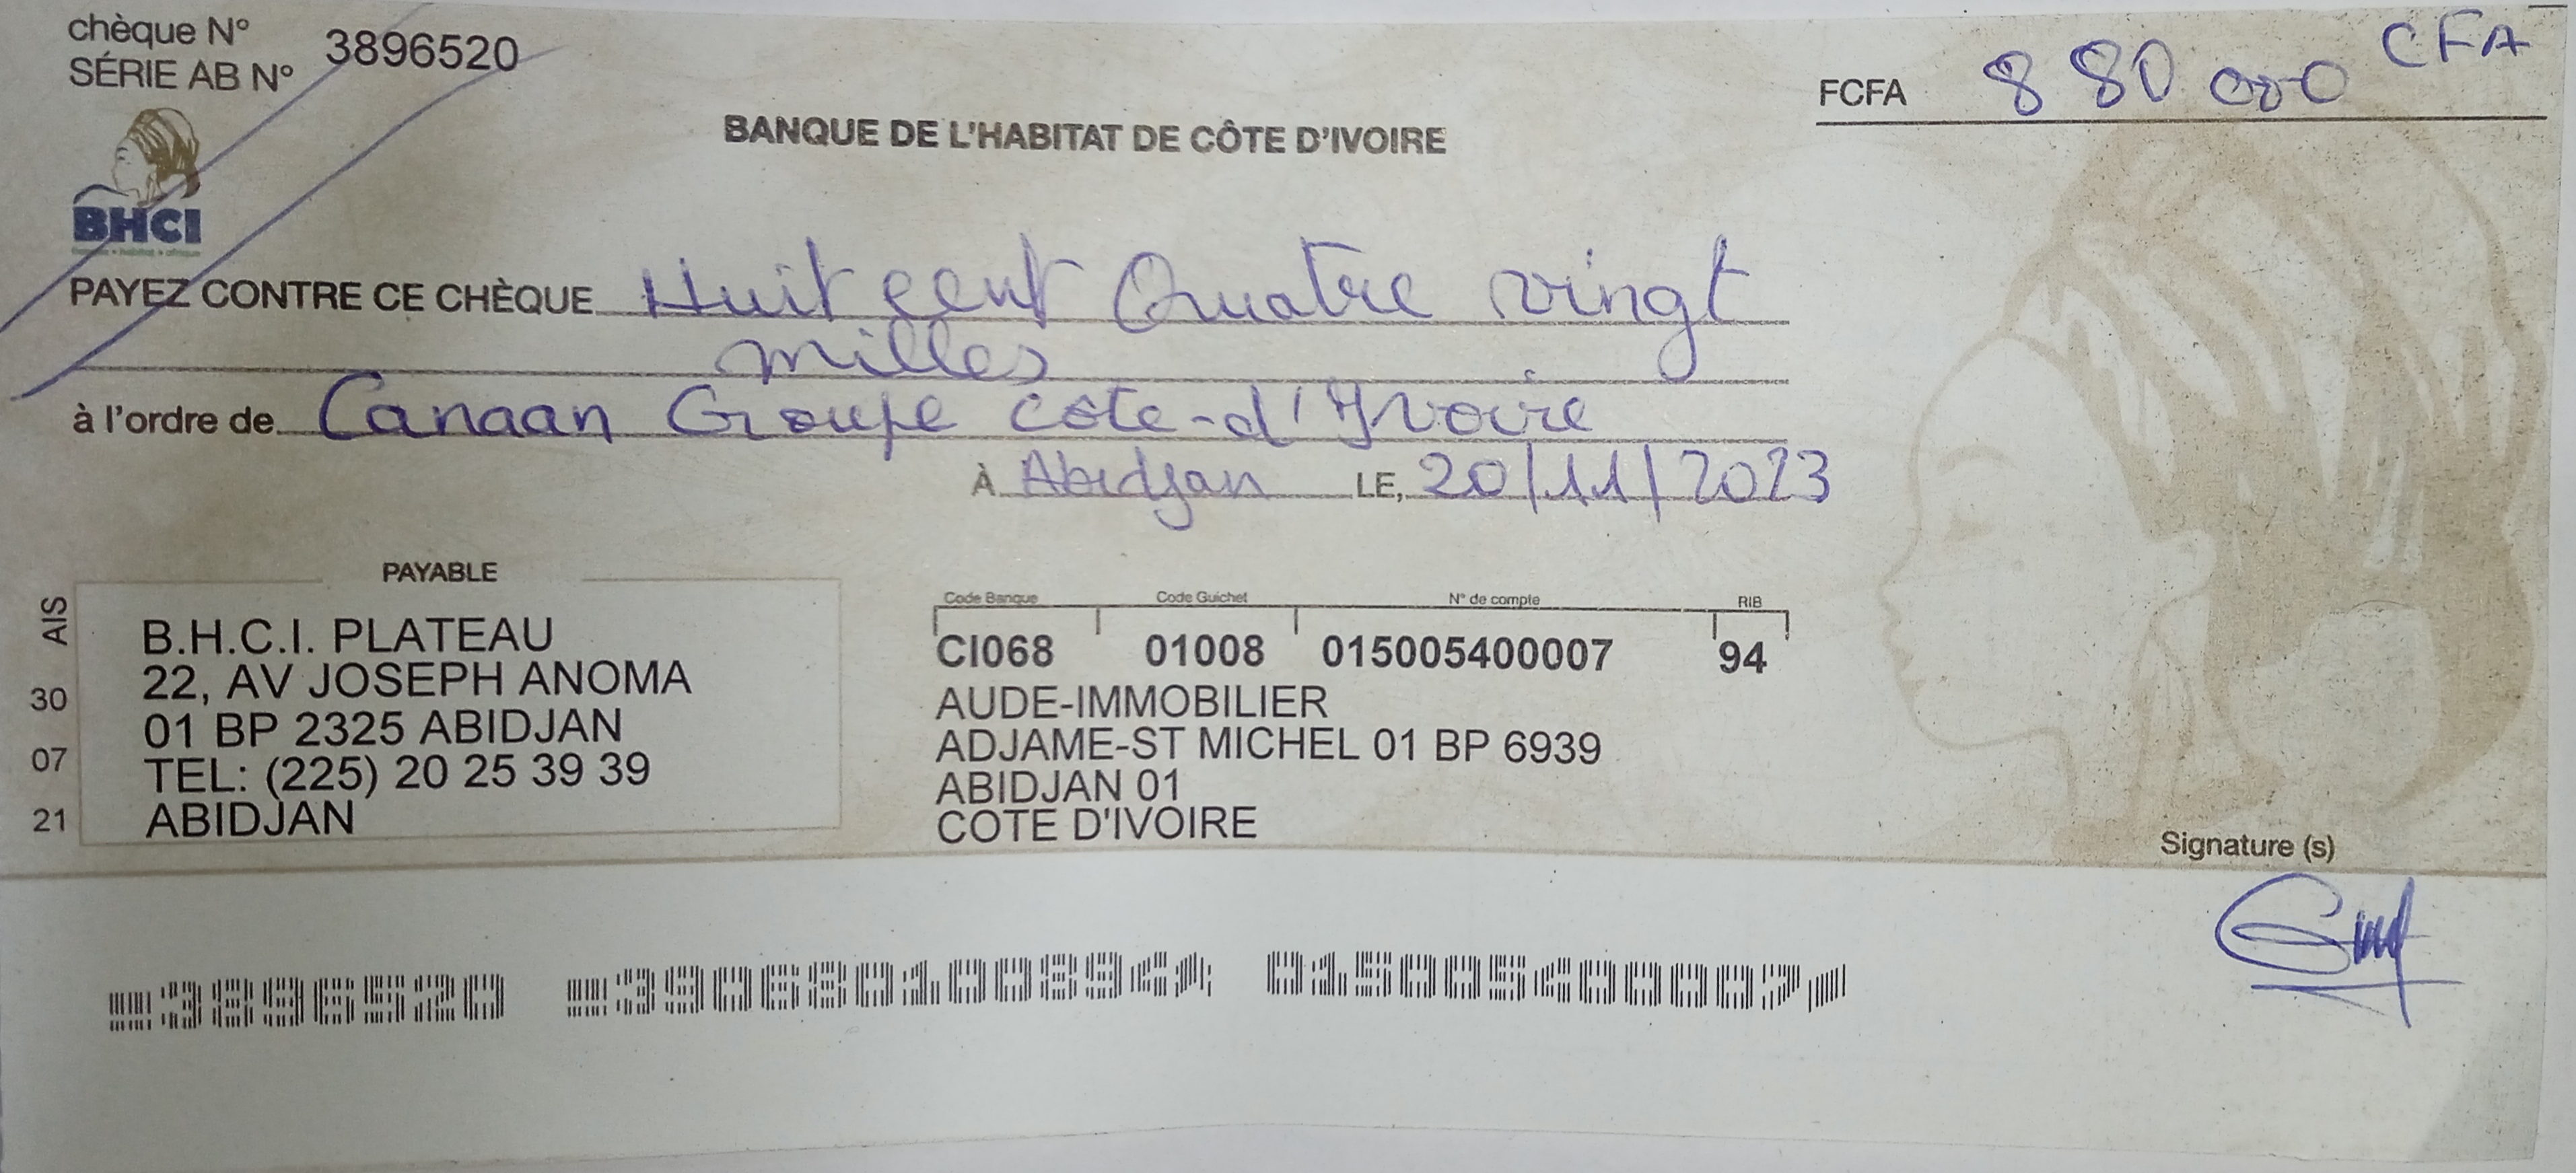 chèque N°
SÉRIE AB N° 3896520
FCFA 880 000 CFA
BANQUE DE L'HABITAT DE CÔTE D'IVOIRE
BHCI
PAYEZ CONTRE CE CHÈQUE Huit cent Quatre vingt
milles
à l'ordre de Canaan Groupe côte-d'Ivoire
À Abidjan LE, 20/11/2023
PAYABLE
B.H.C.I. PLATEAU
22, AV JOSEPH ANOMA
01 BP 2325 ABIDJAN
TEL: (225) 20 25 39 39
ABIDJAN
AIS
30
07
21
Code Banque Code Guichet N° de compte RIB
CI068 01008 015005400007 94
AUDE-IMMOBILIER
ADJAME-ST MICHEL 01 BP 6939
ABIDJAN 01
COTE D'IVOIRE
Signature (s)
3896520 390680100894 015005400007